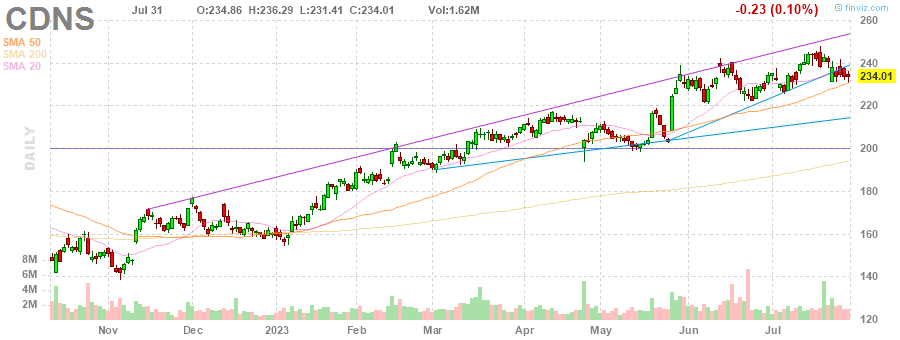 CDNS Jul 31 O:234.86 H:236.29 L:231.41 C:234.01 Vol:1.62M -0.23 (0.10%) finviz.com
SMA 50
SMA 200
SMA 20
DAILY
260
240
234.01
220
200
180
160
140
120
8M
6M
4M
2M
Nov Dec 2023 Feb Mar Apr May Jun Jul